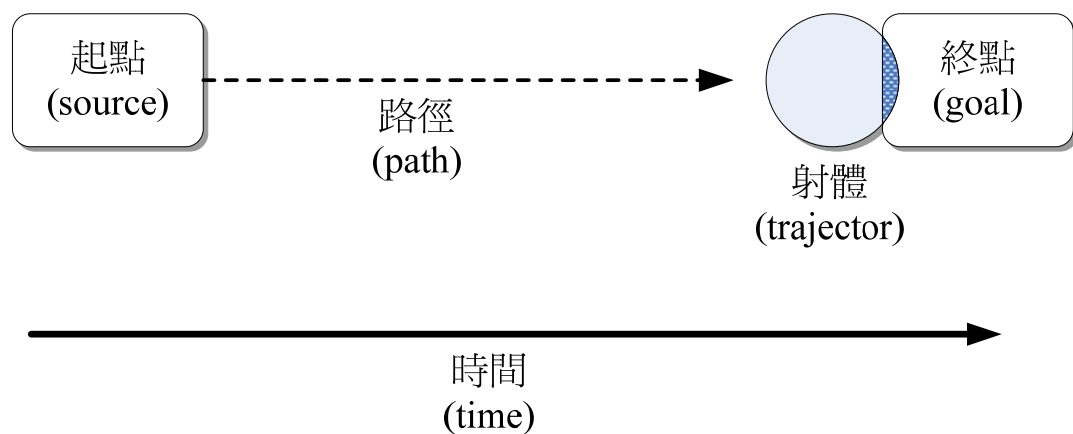 起點
(source)
路徑
(path)
射體
(trajector)
終點
(goal)
時間
(time)